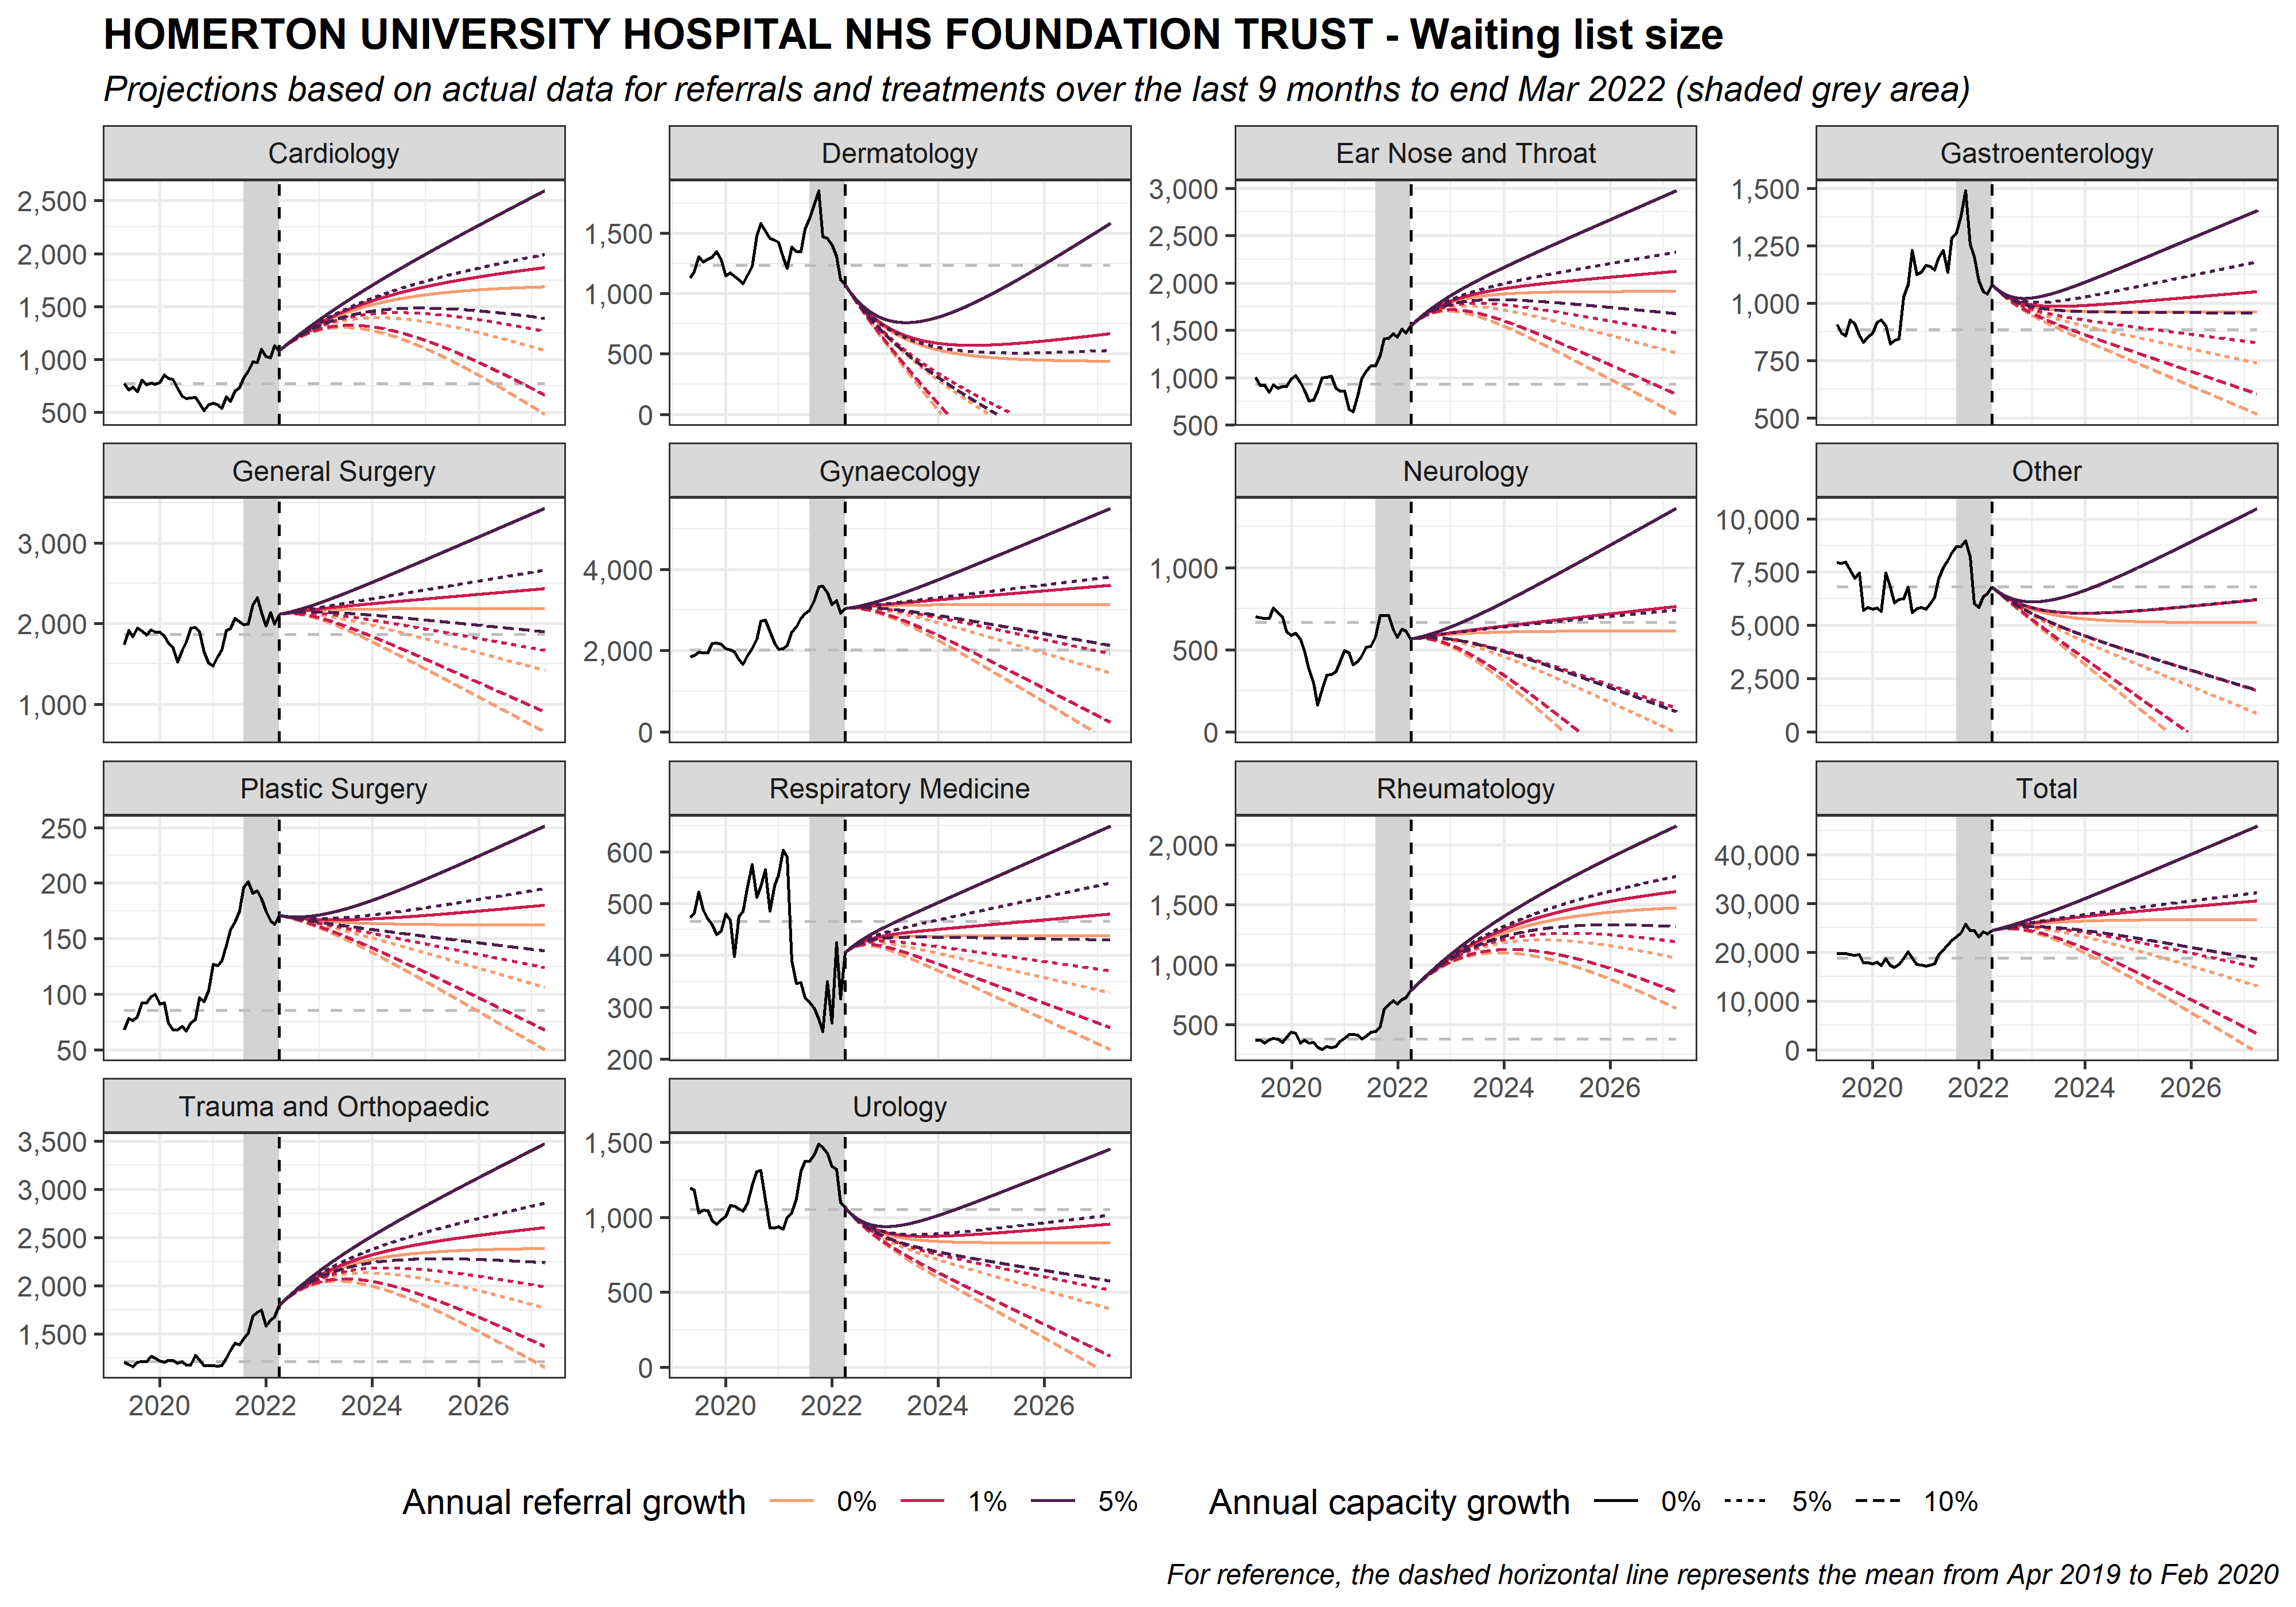 HOMERTON UNIVERSITY HOSPITAL NHS FOUNDATION TRUST - Waiting list size
Projections based on actual data for referrals and treatments over the last 9 months to end Mar 2022 (shaded grey area)
Cardiology
2,500
2,000
1,500
1,000
500
Dermatology
1,500
1,000
500
0
Ear Nose and Throat
3,000
2,500
2,000
1,500
1,000
500
Gastroenterology
1,500
1,250
1,000
750
500
General Surgery
3,000
2,000
1,000
Gynaecology
4,000
2,000
0
Neurology
1,000
500
0
Other
10,000
7,500
5,000
2,500
0
Plastic Surgery
250
200
150
100
50
Respiratory Medicine
600
500
400
300
200
Rheumatology
2,000
1,500
1,000
500
2020 2022 2024 2026
Total
40,000
30,000
20,000
10,000
0
2020 2022 2024 2026
Trauma and Orthopaedic
3,500
3,000
2,500
2,000
1,500
2020 2022 2024 2026
Urology
1,500
1,000
500
0
2020 2022 2024 2026
Annual referral growth 0% 1% 5% Annual capacity growth 0% 5% 10%
For reference, the dashed horizontal line represents the mean from Apr 2019 to Feb 2020